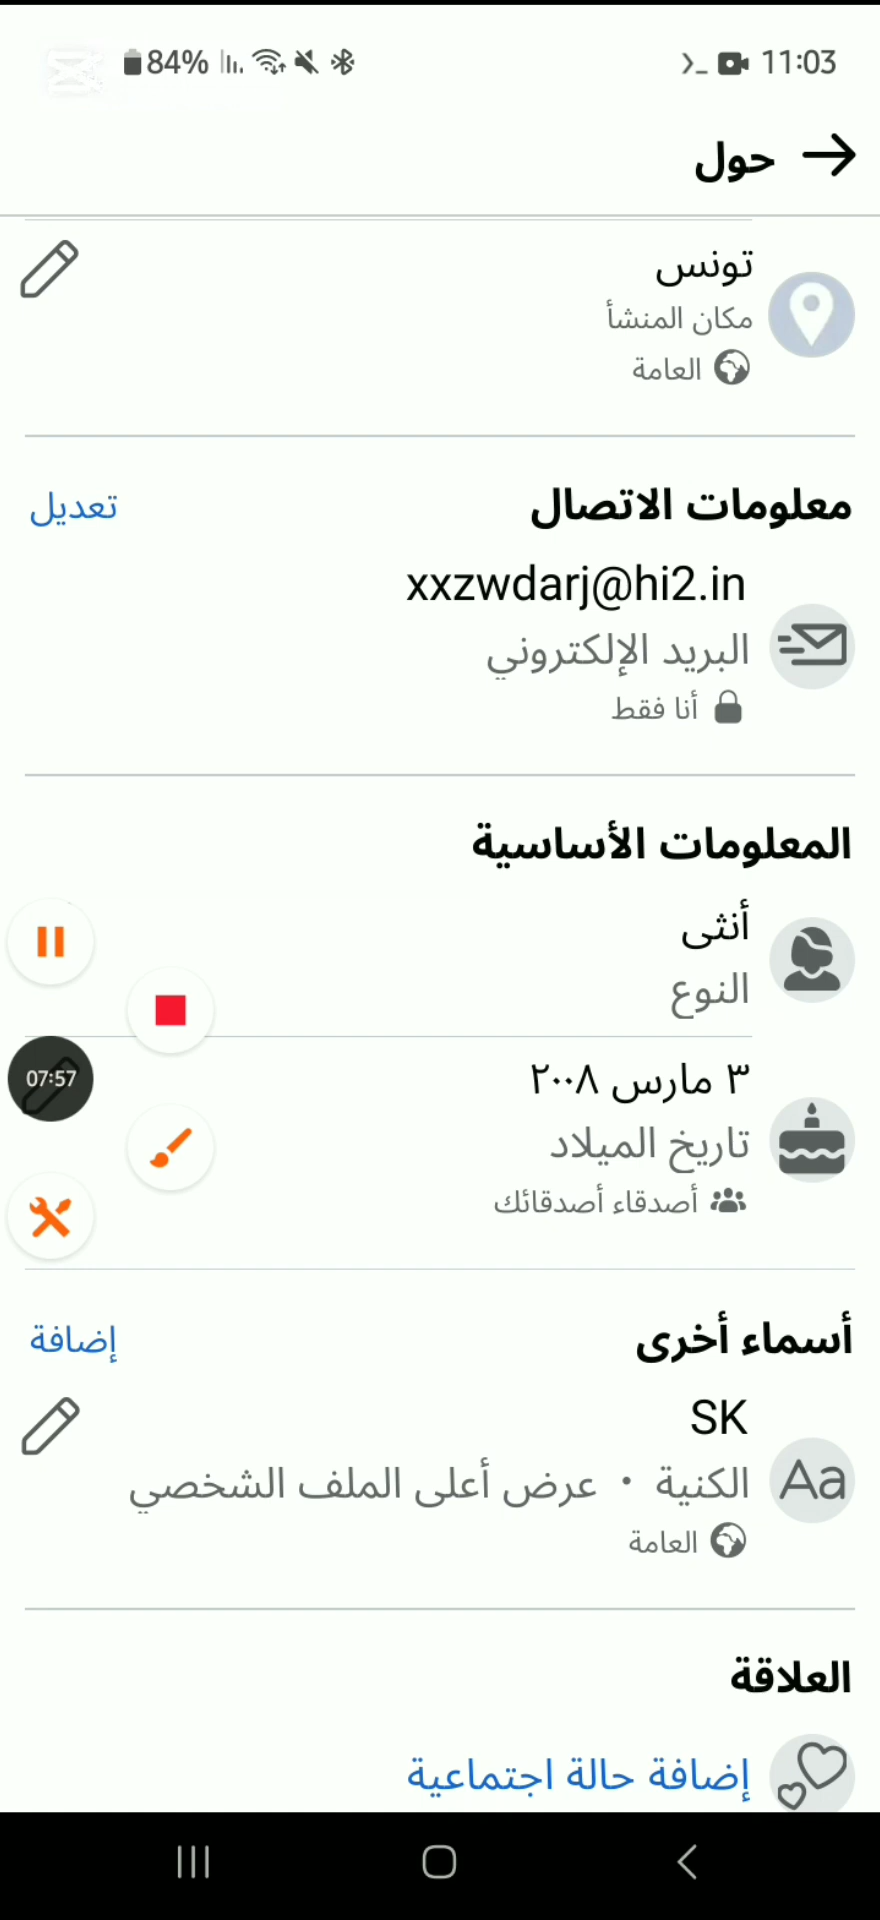 84% 11:03
حول
تونس
مكان المنشأ
العامة
معلومات الاتصال
تعديل
xxzwdarj@hi2.in
البريد الإلكتروني
أنا فقط
المعلومات الأساسية
أنثى
النوع
٣ مارس ٢٠٠٨
07:57
تاريخ الميلاد
أصدقاء أصدقائك
أسماء أخرى
إضافة
SK
Aa
الكنية • عرض أعلى الملف الشخصي
العامة
العلاقة
إضافة حالة اجتماعية